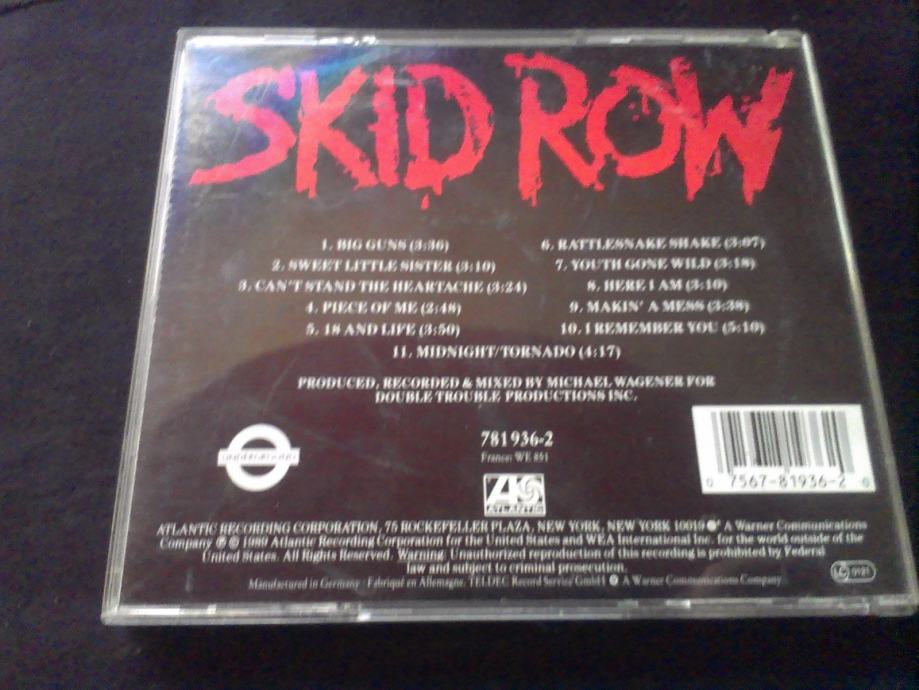 SKID ROW
1. BIG GUNS (3:36)
2. SWEET LITTLE SISTER (3:10)
3. CAN'T STAND THE HEARTACHE (3:24)
4. PIECE OF ME (2:48)
5. 18 AND LIFE (3:50)
6. RATTLESNAKE SHAKE (3:07)
7. YOUTH GONE WILD (3:18)
8. HERE I AM (3:10)
9. MAKIN' A MESS (3:38)
10. I REMEMBER YOU (5:10)
11. MIDNIGHT/TORNADO (4:17)
PRODUCED, RECORDED & MIXED BY MICHAEL WAGENER FOR
DOUBLE TROUBLE PRODUCTIONS INC.
UNDERGROUND
781 936-2
France: WE 851
ATLANTIC
0 7567-81936-2 0
ATLANTIC RECORDING CORPORATION, 75 ROCKEFELLER PLAZA, NEW YORK, NEW YORK 10019 A Warner Communications
Company ℗ © 1989 Atlantic Recording Corporation for the United States and WEA International Inc. for the world outside of the
United States. All Rights Reserved. Warning. Unauthorized reproduction of this recording is prohibited by Federal
law and subject to criminal prosecution.
Manufactured in Germany · Fabriqué en Allemagne. TELDEC Record Service GmbH A Warner Communications Company
LC 0121